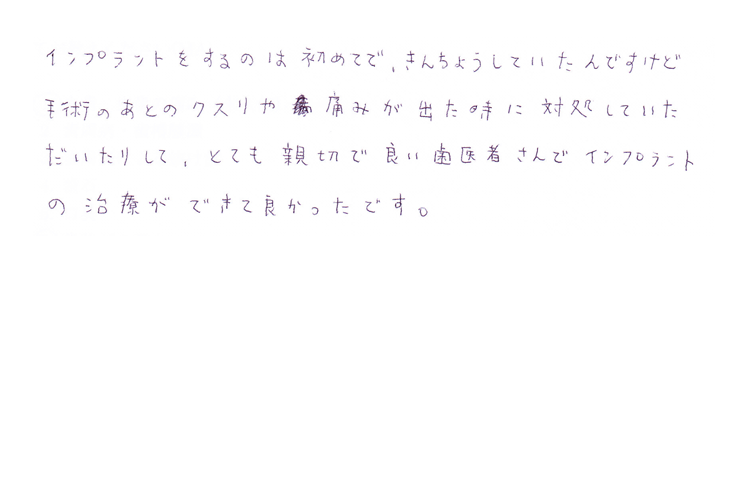 インプラントをするのは初めてで、きんちょうしていたんですけど
手術のあとのクスリや痛みが出た時に対処していた
だいたりして、とても親切で良い歯医者さんでインプラント
の治療ができて良かったです。